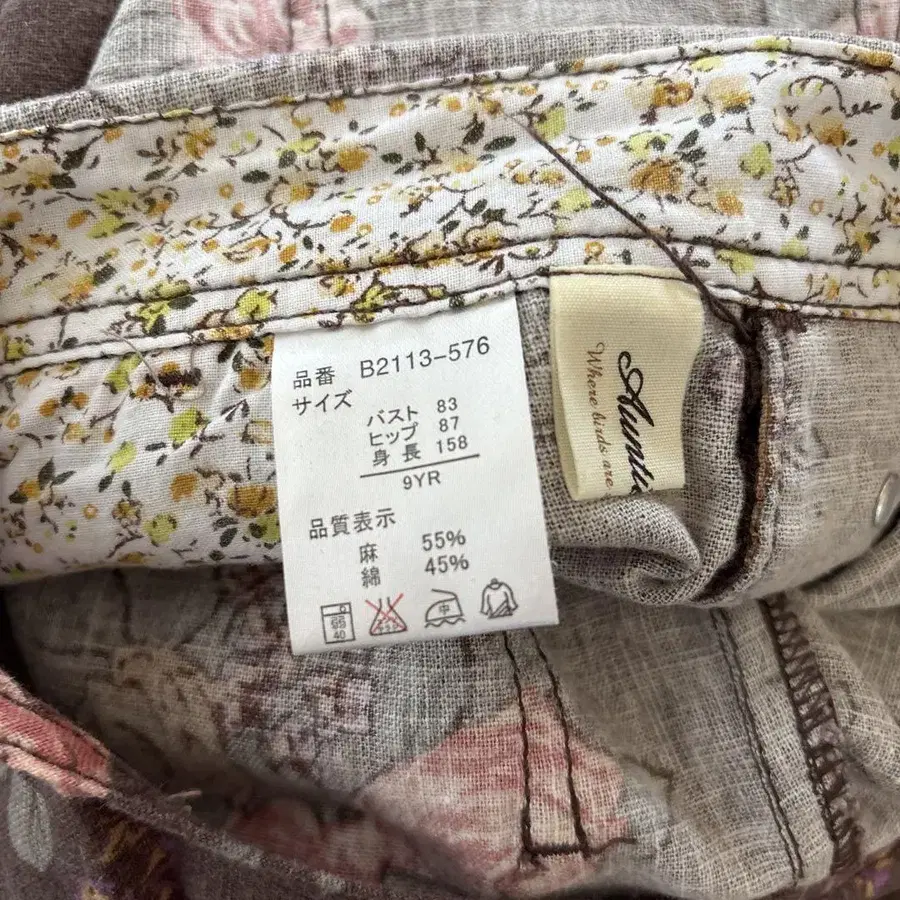 品番 B2113-576
サイズ
バスト 83
ヒップ 87
身長 158
9YR
品質表示
麻 55%
綿 45%
40
中
Where birds are